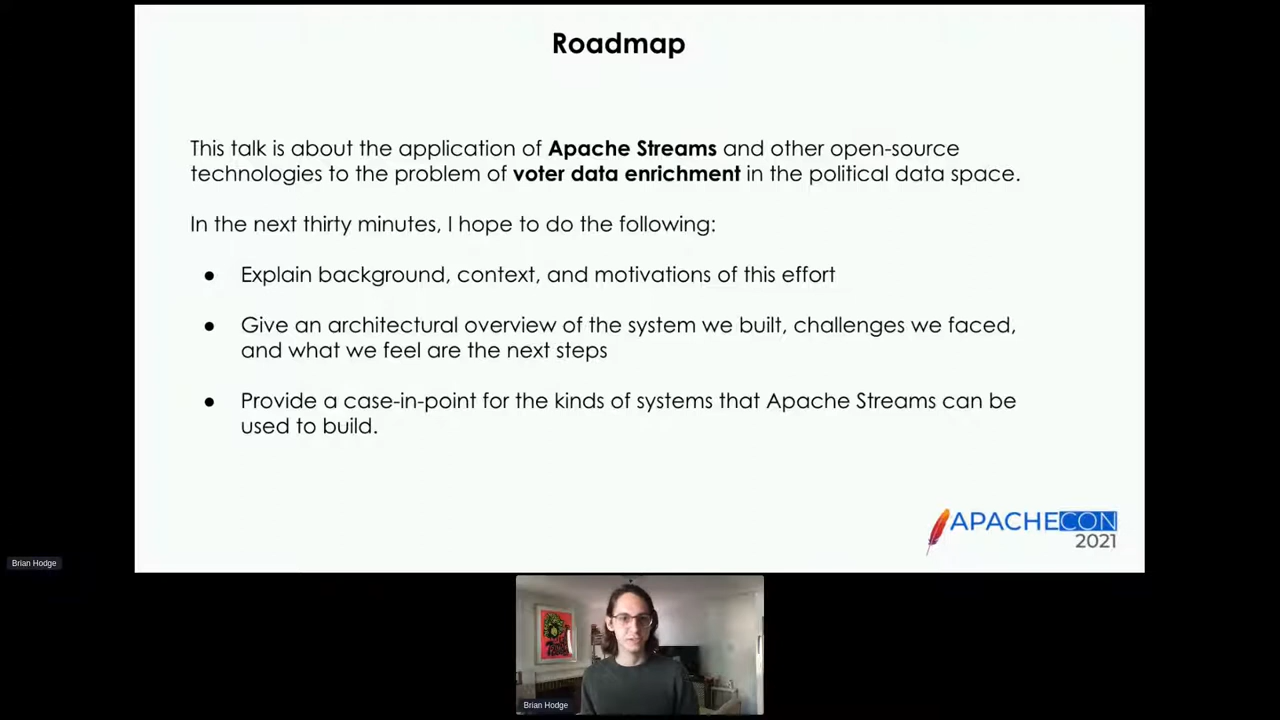 Roadmap
This talk is about the application of Apache Streams and other open-source
technologies to the problem of voter data enrichment in the political data space.
In the next thirty minutes, I hope to do the following:
● Explain background, context, and motivations of this effort
● Give an architectural overview of the system we built, challenges we faced,
and what we feel are the next steps
● Provide a case-in-point for the kinds of systems that Apache Streams can be
used to build.
APACHECON
2021
Brian Hodge
Brian Hodge